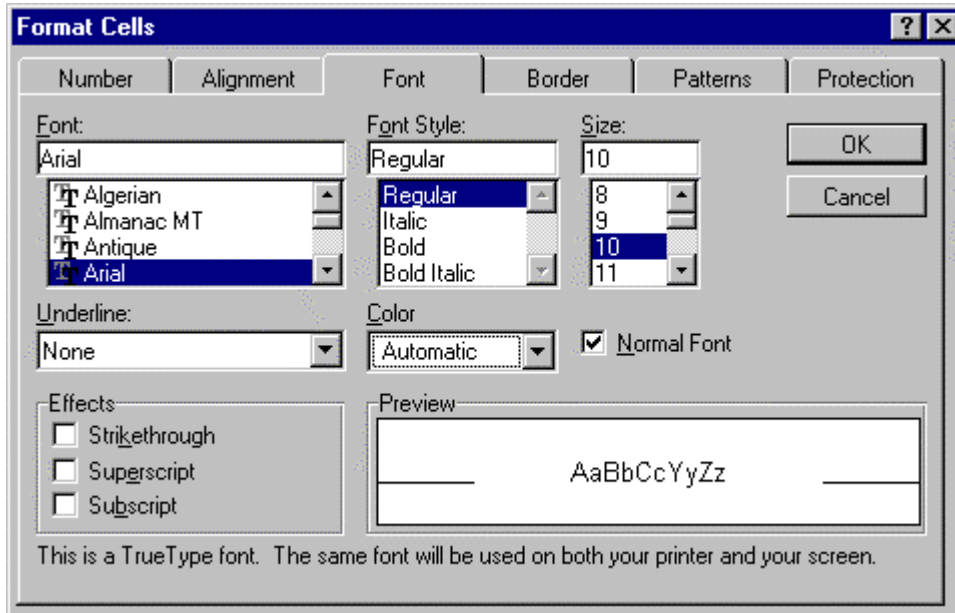 Format Cells
Number Alignment Font Border Patterns Protection
Font: Font Style: Size:
Arial Regular 10 OK
Algerian Regular 8 Cancel
Almanac MT Italic 9
Antique Bold 10
Arial Bold Italic 11
Underline: Color
None Automatic Normal Font
Effects Preview
Strikethrough
Superscript AaBbCcYyZz
Subscript
This is a TrueType font. The same font will be used on both your printer and your screen.